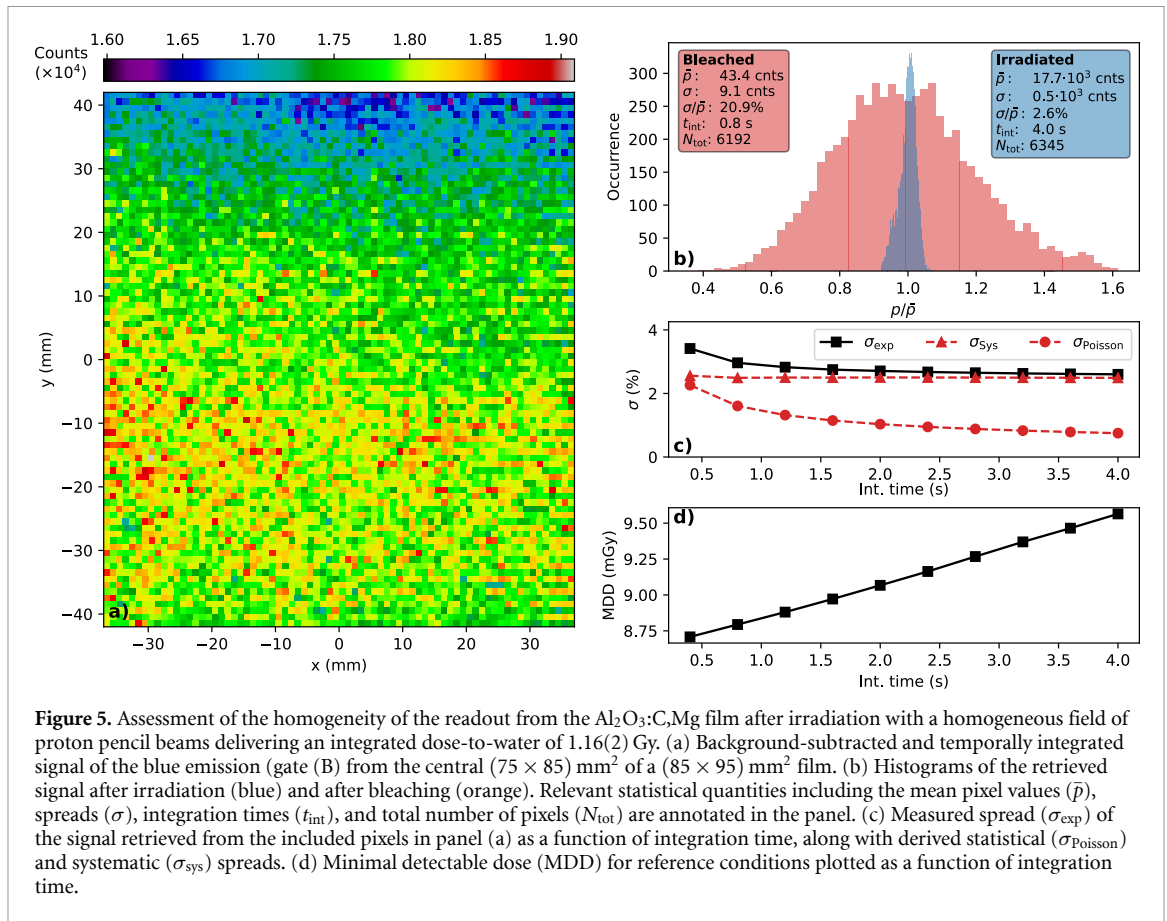 Counts
(×10⁴)
1.60 1.65 1.70 1.75 1.80 1.85 1.90
40
30
20
10
0
−10
−20
−30
−40
y (mm)
a)
−30 −20 −10 0 10 20 30
x (mm)
Bleached
p̄ : 43.4 cnts
σ : 9.1 cnts
σ/p̄ : 20.9%
t_int : 0.8 s
N_tot: 6192
Irradiated
p̄ : 17.7·10³ cnts
σ : 0.5·10³ cnts
σ/p̄ : 2.6%
t_int : 4.0 s
N_tot: 6345
300
250
200
150
100
50
0
Occurrence
b)
0.4 0.6 0.8 1.0 1.2 1.4 1.6
p/p̄
σ_exp σ_Sys σ_Poisson
4
2
0
σ (%)
c)
0.5 1.0 1.5 2.0 2.5 3.0 3.5 4.0
Int. time (s)
d)
9.50
9.25
9.00
8.75
MDD (mGy)
0.5 1.0 1.5 2.0 2.5 3.0 3.5 4.0
Int. time (s)
Figure 5. Assessment of the homogeneity of the readout from the Al₂O₃:C,Mg film after irradiation with a homogeneous field of
proton pencil beams delivering an integrated dose-to-water of 1.16(2) Gy. (a) Background-subtracted and temporally integrated
signal of the blue emission (gate (B) from the central (75 × 85) mm² of a (85 × 95) mm² film. (b) Histograms of the retrieved
signal after irradiation (blue) and after bleaching (orange). Relevant statistical quantities including the mean pixel values (p̄),
spreads (σ), integration times (t_int), and total number of pixels (N_tot) are annotated in the panel. (c) Measured spread (σ_exp) of
the signal retrieved from the included pixels in panel (a) as a function of integration time, along with derived statistical (σ_Poisson)
and systematic (σ_sys) spreads. (d) Minimal detectable dose (MDD) for reference conditions plotted as a function of integration
time.